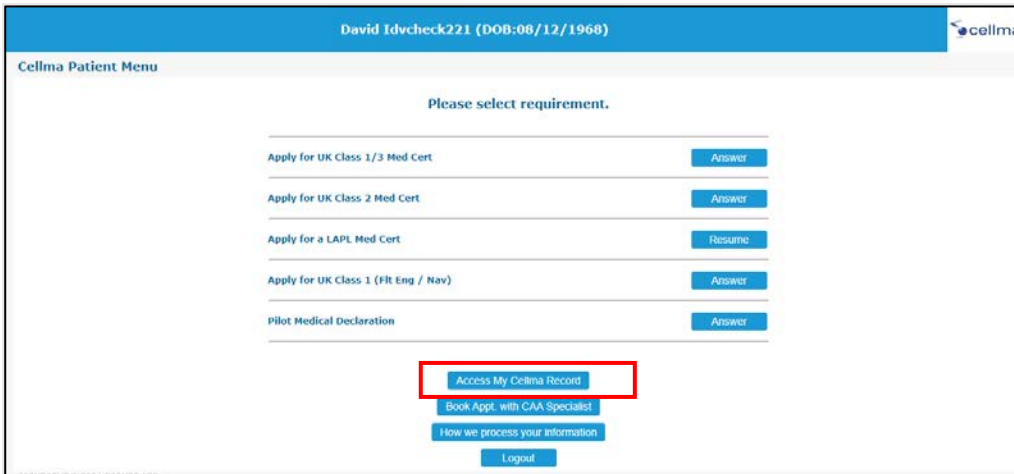 David Idvcheck221 (DOB:08/12/1968)
cellma
Cellma Patient Menu
Please select requirement.
Apply for UK Class 1/3 Med Cert Answer
Apply for UK Class 2 Med Cert Answer
Apply for a LAPL Med Cert Resume
Apply for UK Class 1 (Flt Eng / Nav) Answer
Pilot Medical Declaration Answer
Access My Cellma Record
Book Appt. with CAA Specialist
How we process your information
Logout